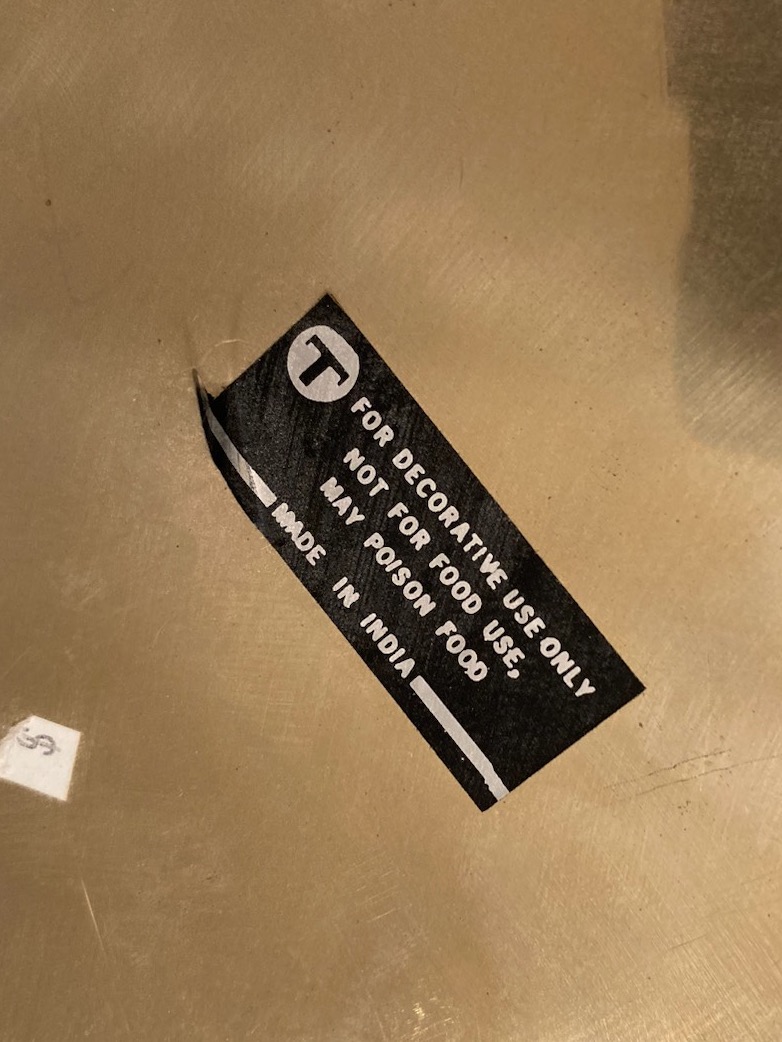 T
FOR DECORATIVE USE ONLY
NOT FOR FOOD USE,
MAY POISON FOOD
MADE IN INDIA